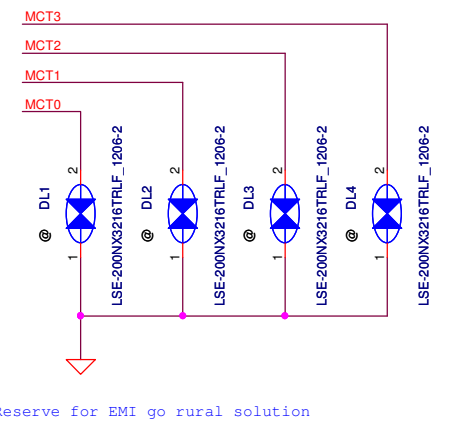 MCT3
MCT2
MCT1
MCT0
2
DL1
@
1
LSE-200NX3216TRLF_1206-2
2
DL2
@
1
LSE-200NX3216TRLF_1206-2
2
DL3
@
1
LSE-200NX3216TRLF_1206-2
2
DL4
@
1
LSE-200NX3216TRLF_1206-2
Reserve for EMI go rural solution